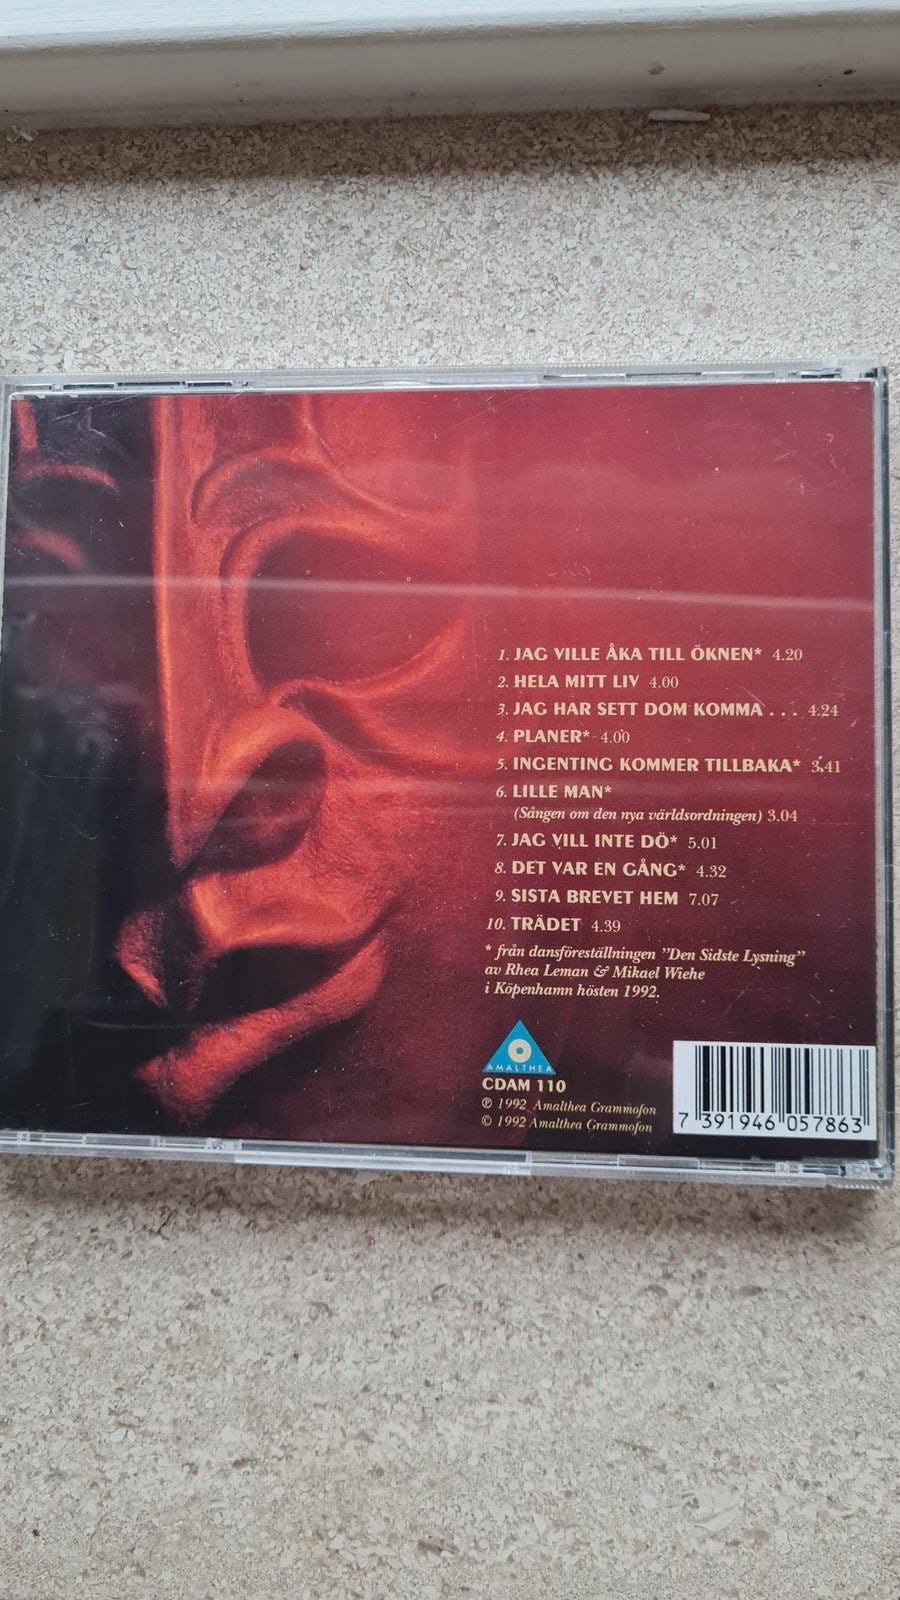 1. JAG VILLE ÅKA TILL ÖKNEN* 4.20
2. HELA MITT LIV 4.00
3. JAG HAR SETT DOM KOMMA . . . 4.24
4. PLANER* 4.00
5. INGENTING KOMMER TILLBAKA* 3.41
6. LILLE MAN*
(Sången om den nya världsordningen) 3.04
7. JAG VILL INTE DÖ* 5.01
8. DET VAR EN GÅNG* 4.32
9. SISTA BREVET HEM 7.07
10. TRÄDET 4.39
* från dansföreställningen "Den Sidste Lysning"
av Rhea Leman & Mikael Wiehe
i Köpenhamn hösten 1992.
AMALTHEA
CDAM 110
℗ 1992 Amalthea Grammofon
© 1992 Amalthea Grammofon
7 391946 057863